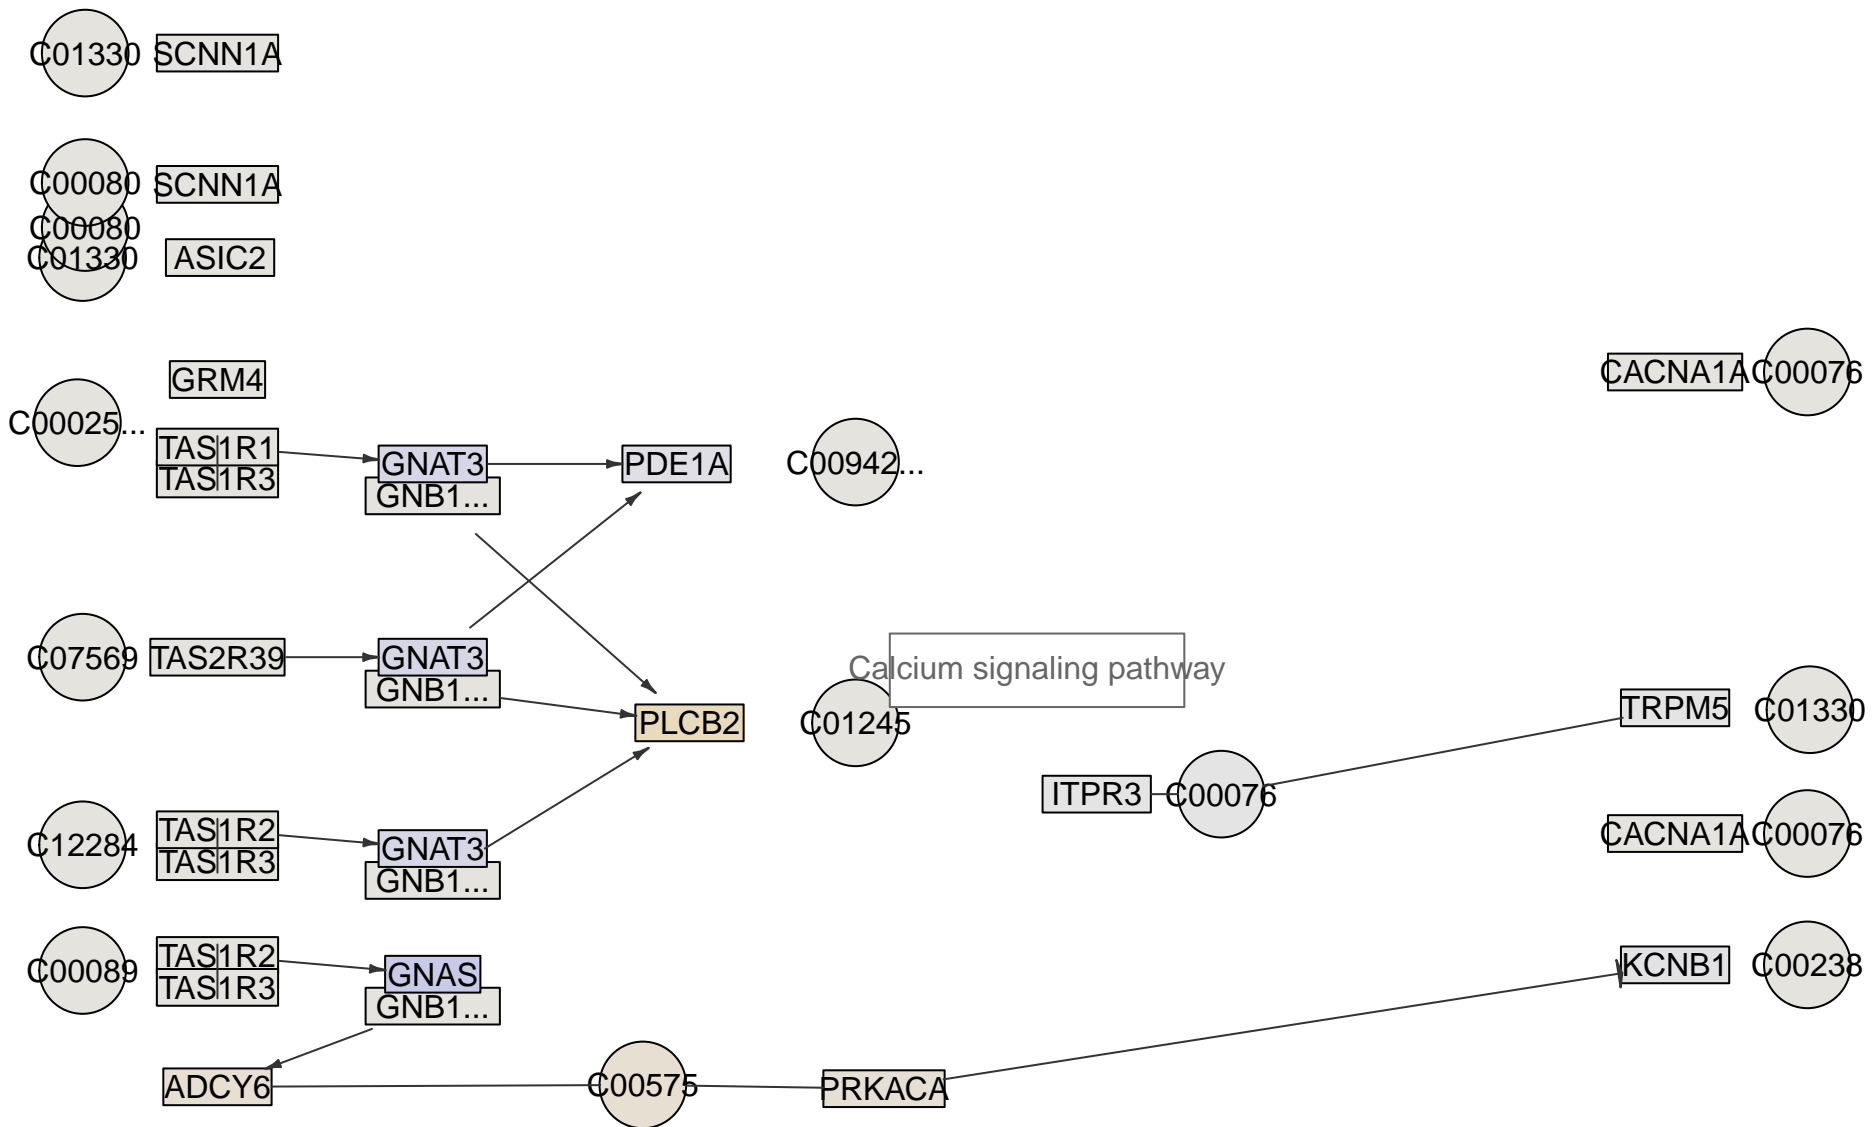 C01330 SCNN1A
C00080 SCNN1A
C00080
C01330 ASIC2
CACNA1A C00076
GRM4
C00025...
TAS1R1
TAS1R3
GNAT3
GNB1...
PDE1A
C00942...
C07569 TAS2R39
GNAT3
GNB1...
Calcium signaling pathway
PLCB2
C01245
TRPM5 C01330
ITPR3 C00076
C12284
TAS1R2
TAS1R3
GNAT3
GNB1...
CACNA1A C00076
C00089
TAS1R2
TAS1R3
GNAS
GNB1...
KCNB1 C00238
ADCY6
C00575
PRKACA